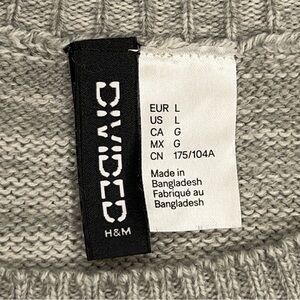 DIVIDED
H&M
EUR L
US L
CA G
MX G
CN 175/104A
Made in
Bangladesh
Fabriqué au
Bangladesh